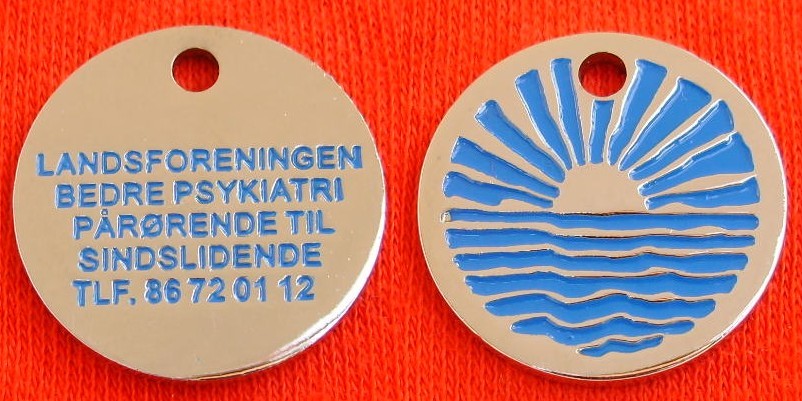 LANDSFORENINGEN
BEDRE PSYKIATRI
PÅRØRENDE TIL
SINDSLIDENDE
TLF. 86 72 01 12